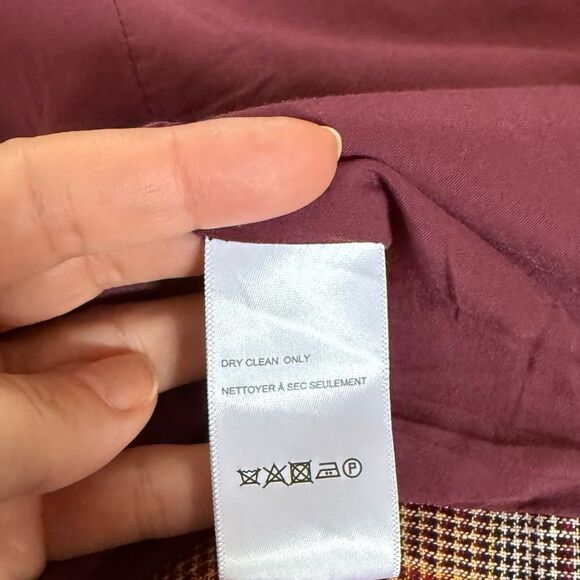 DRY CLEAN ONLY
NETTOYER À SEC SEULEMENT
P